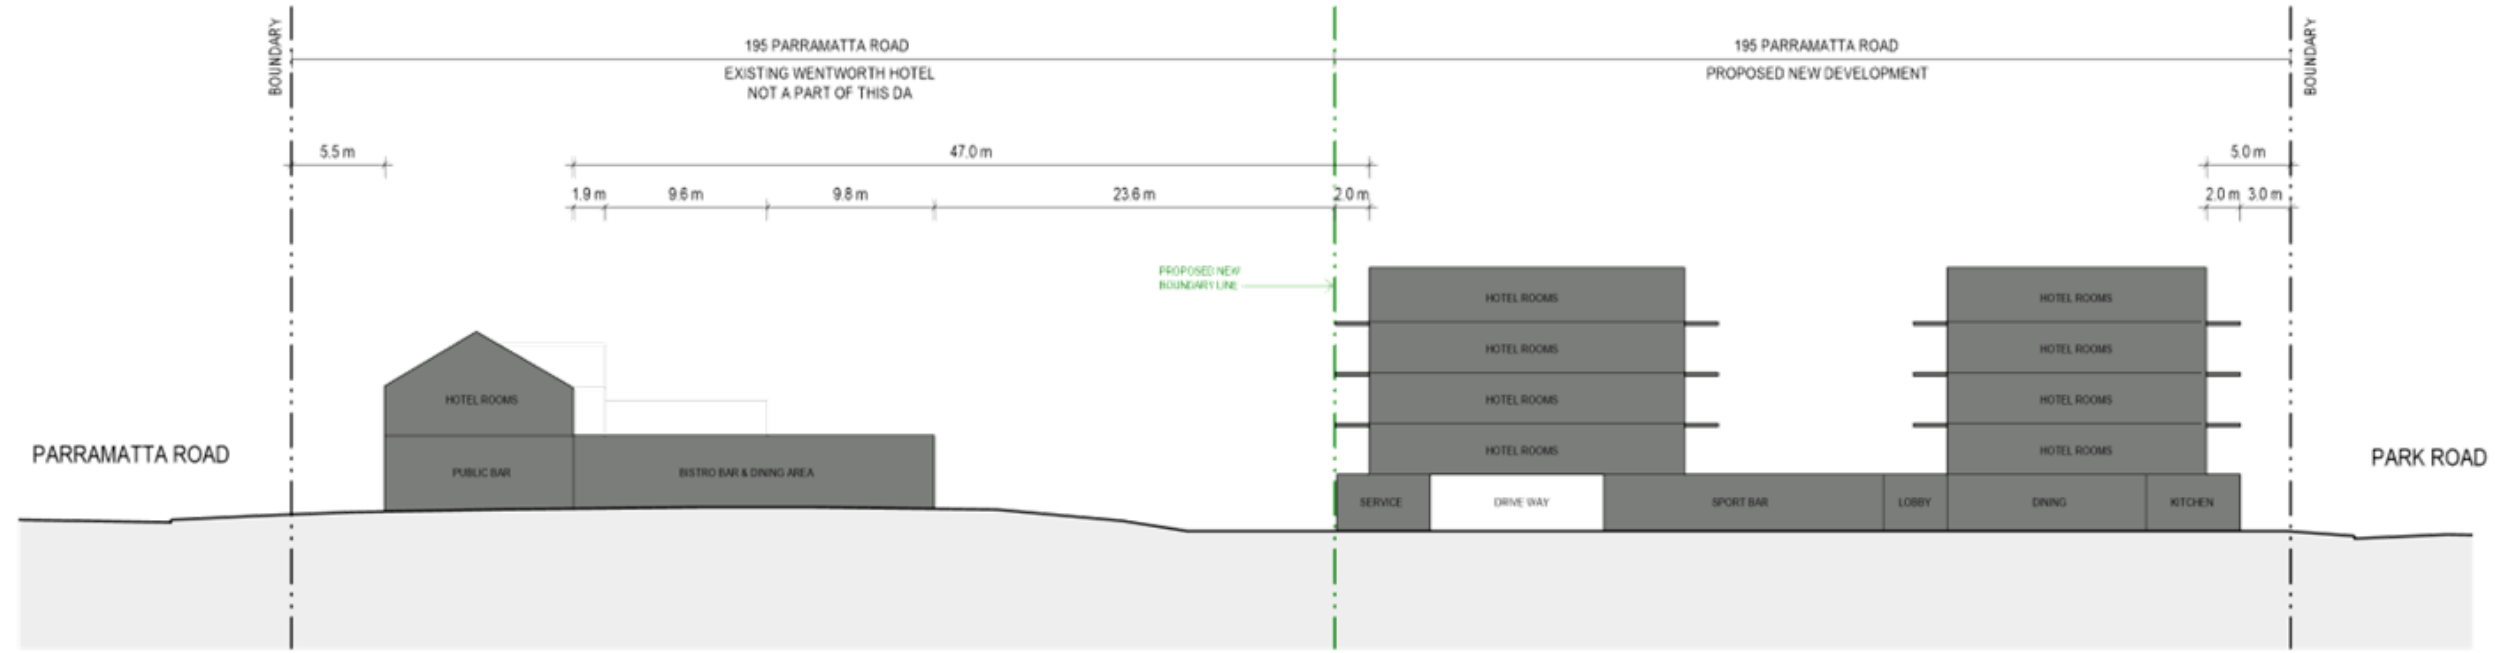 BOUNDARY
195 PARRAMATTA ROAD
EXISTING WENTWORTH HOTEL
NOT A PART OF THIS DA
195 PARRAMATTA ROAD
PROPOSED NEW DEVELOPMENT
BOUNDARY
5.5 m
47.0 m
5.0 m
1.9 m
9.6 m
9.8 m
23.6 m
2.0 m
2.0 m
3.0 m
PROPOSED NEW
BOUNDARY LINE
HOTEL ROOMS
HOTEL ROOMS
HOTEL ROOMS
HOTEL ROOMS
HOTEL ROOMS
HOTEL ROOMS
HOTEL ROOMS
HOTEL ROOMS
HOTEL ROOMS
PARRAMATTA ROAD
PUBLIC BAR
BISTRO BAR & DINING AREA
PARK ROAD
SERVICE
DRIVE WAY
SPORT BAR
LOBBY
DINING
KITCHEN